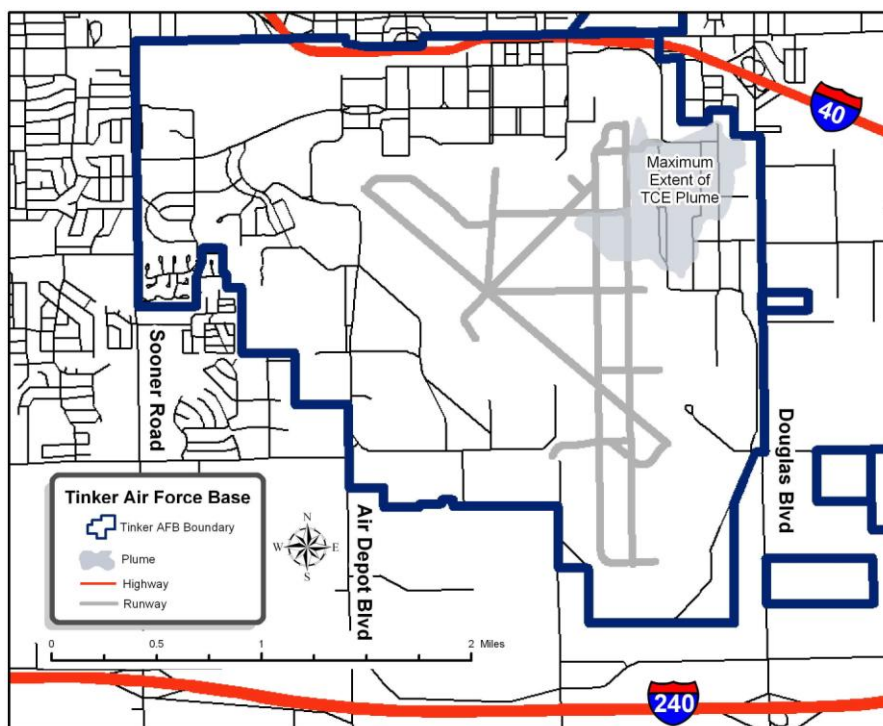 40
Maximum
Extent of
TCE Plume
Sooner Road
Douglas Blvd
Air Depot Blvd
Tinker Air Force Base
Tinker AFB Boundary
Plume
Highway
Runway
N
W E
S
0 0.5 1 2 Miles
240